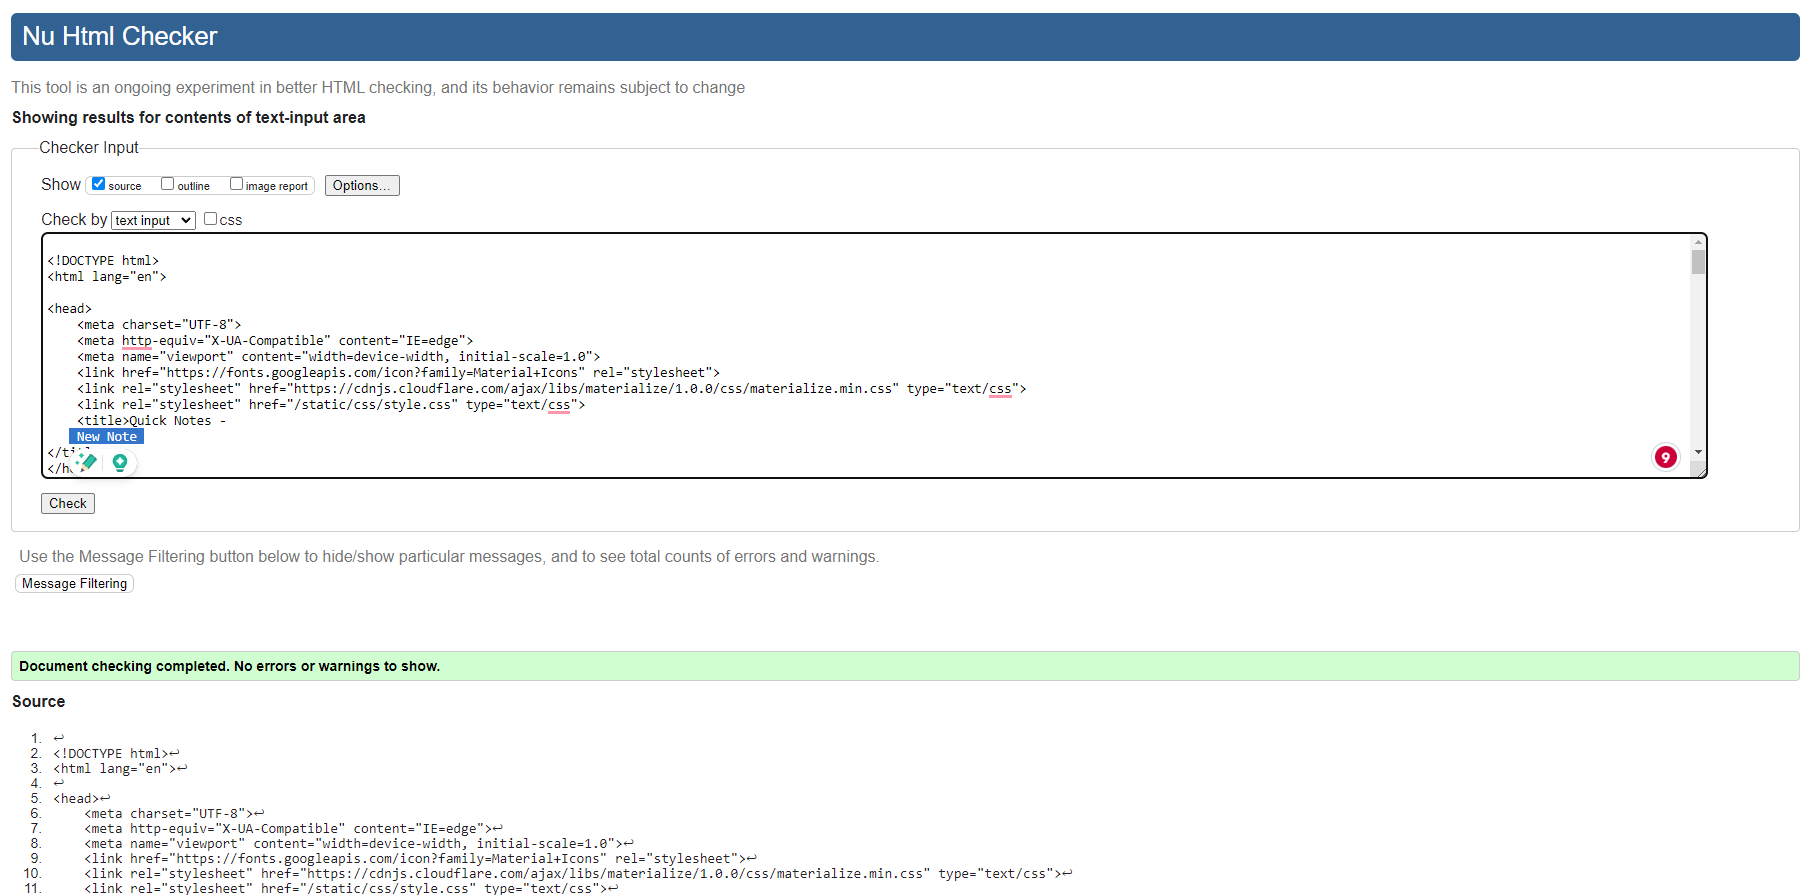 Nu Html Checker
This tool is an ongoing experiment in better HTML checking, and its behavior remains subject to change
Showing results for contents of text-input area
Checker Input
Show source outline image report Options...
Check by text input css
<!DOCTYPE html>
<html lang="en">
<head>
<meta charset="UTF-8">
<meta http-equiv="X-UA-Compatible" content="IE=edge">
<meta name="viewport" content="width=device-width, initial-scale=1.0">
<link href="https://fonts.googleapis.com/icon?family=Material+Icons" rel="stylesheet">
<link rel="stylesheet" href="https://cdnjs.cloudflare.com/ajax/libs/materialize/1.0.0/css/materialize.min.css" type="text/css">
<link rel="stylesheet" href="/static/css/style.css" type="text/css">
<title>Quick Notes -
New Note
9
Check
Use the Message Filtering button below to hide/show particular messages, and to see total counts of errors and warnings.
Message Filtering
Document checking completed. No errors or warnings to show.
Source
1. ↩
2. <!DOCTYPE html>↩
3. <html lang="en">↩
4. ↩
5. <head>↩
6. <meta charset="UTF-8">↩
7. <meta http-equiv="X-UA-Compatible" content="IE=edge">↩
8. <meta name="viewport" content="width=device-width, initial-scale=1.0">↩
9. <link href="https://fonts.googleapis.com/icon?family=Material+Icons" rel="stylesheet">↩
10. <link rel="stylesheet" href="https://cdnjs.cloudflare.com/ajax/libs/materialize/1.0.0/css/materialize.min.css" type="text/css">↩
11. <link rel="stylesheet" href="/static/css/style.css" type="text/css">↩